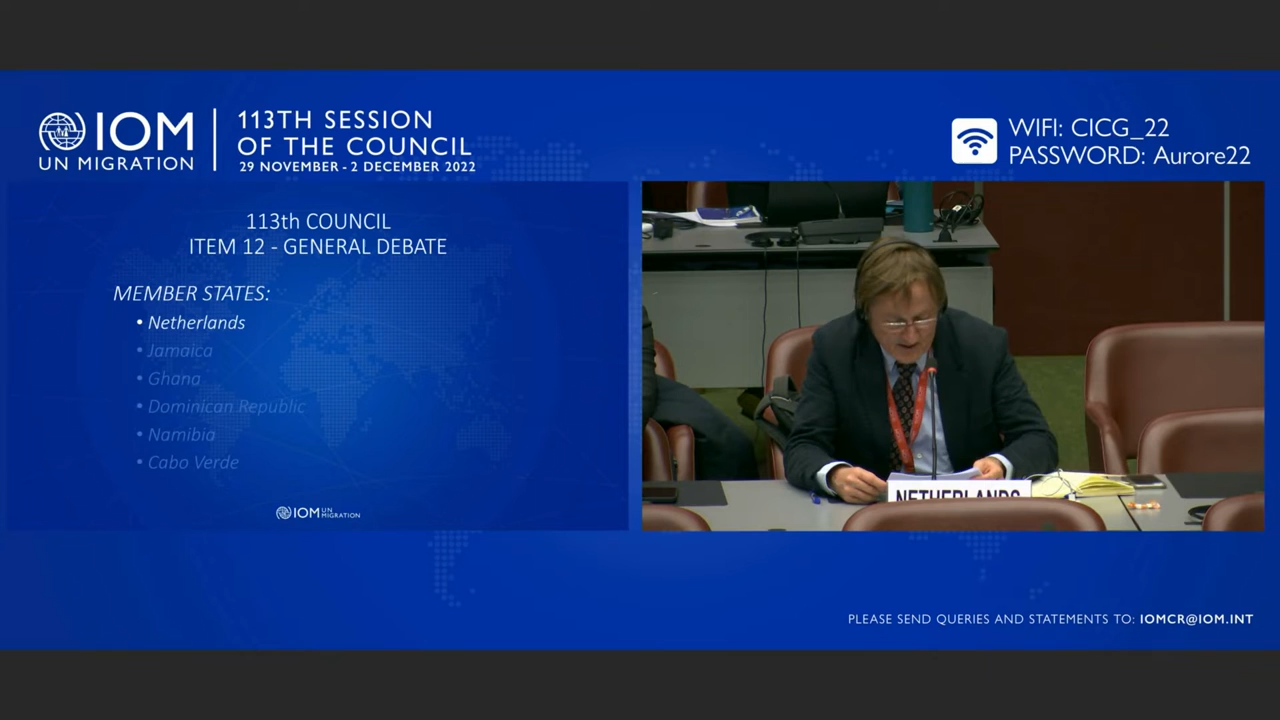 IOM
UN MIGRATION
113TH SESSION
OF THE COUNCIL
29 NOVEMBER - 2 DECEMBER 2022
WIFI: CICG_22
PASSWORD: Aurore22
113th COUNCIL
ITEM 12 - GENERAL DEBATE
MEMBER STATES:
• Netherlands
• Jamaica
• Ghana
• Dominican Republic
• Namibia
• Cabo Verde
IOM UN MIGRATION
NETHERLANDS
PLEASE SEND QUERIES AND STATEMENTS TO: IOMCR@IOM.INT